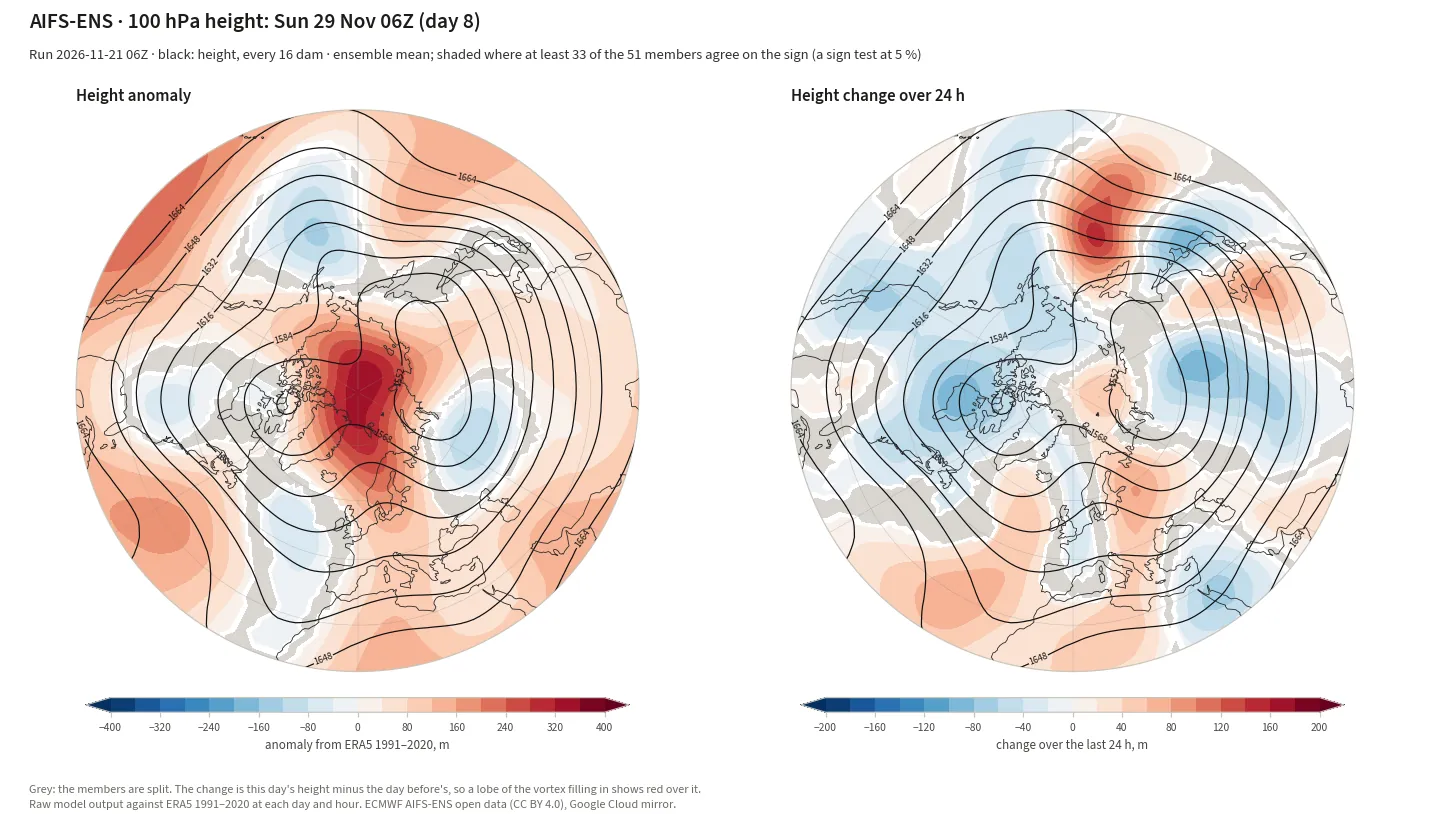 AIFS-ENS · 100 hPa height: Sun 29 Nov 06Z (day 8)
Run 2026-11-21 06Z · black: height, every 16 dam · ensemble mean; shaded where at least 33 of the 51 members agree on the sign (a sign test at 5 %)
Height anomaly
Height change over 24 h
1664
1664
1648
1632
1616
1584
1552
1568
1664
1664
1648
1664
1664
1648
1632
1616
1584
1552
1568
1664
1664
1648
−400 −320 −240 −160 −80 0 80 160 240 320 400
anomaly from ERA5 1991–2020, m
−200 −160 −120 −80 −40 0 40 80 120 160 200
change over the last 24 h, m
Grey: the members are split. The change is this day's height minus the day before's, so a lobe of the vortex filling in shows red over it.
Raw model output against ERA5 1991–2020 at each day and hour. ECMWF AIFS-ENS open data (CC BY 4.0), Google Cloud mirror.